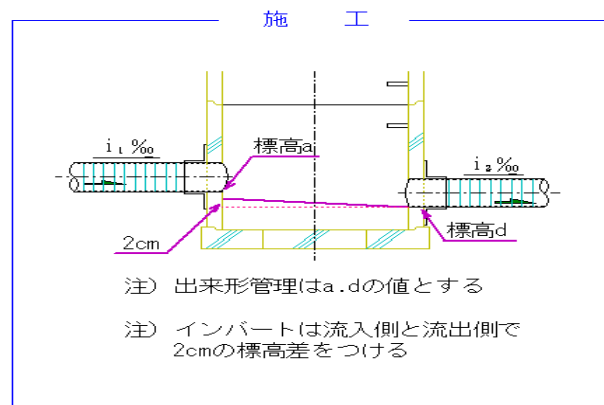 施　　工
i₁‰
標高a
i₂‰
標高d
2cm
注） 出来形管理はa.dの値とする
注） インバートは流入側と流出側で
2cmの標高差をつける